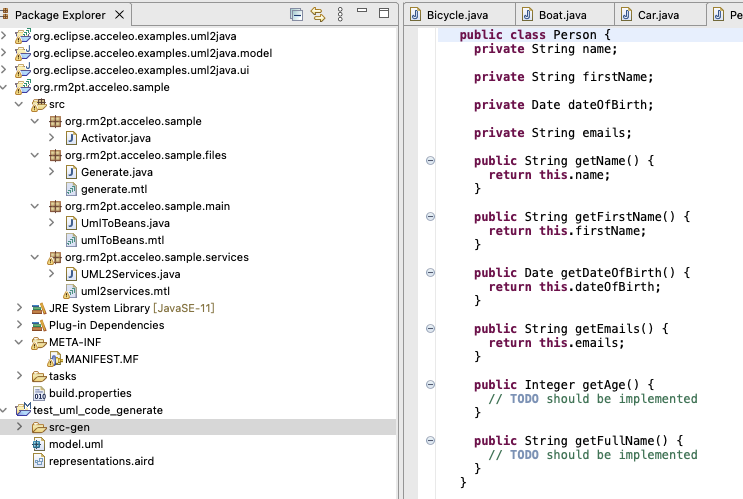 Package Explorer
org.eclipse.acceleo.examples.uml2java
org.eclipse.acceleo.examples.uml2java.model
org.eclipse.acceleo.examples.uml2java.ui
org.rm2pt.acceleo.sample
src
org.rm2pt.acceleo.sample
Activator.java
org.rm2pt.acceleo.sample.files
Generate.java
generate.mtl
org.rm2pt.acceleo.sample.main
UmlToBeans.java
umlToBeans.mtl
org.rm2pt.acceleo.sample.services
UML2Services.java
uml2services.mtl
JRE System Library [JavaSE-11]
Plug-in Dependencies
META-INF
MANIFEST.MF
tasks
build.properties
test_uml_code_generate
src-gen
model.uml
representations.aird
Bicycle.java Boat.java Car.java Pe
public class Person {
private String name;
private String firstName;
private Date dateOfBirth;
private String emails;
public String getName() {
return this.name;
}
public String getFirstName() {
return this.firstName;
}
public Date getDateOfBirth() {
return this.dateOfBirth;
}
public String getEmails() {
return this.emails;
}
public Integer getAge() {
// TODO should be implemented
}
public String getFullName() {
// TODO should be implemented
}
}